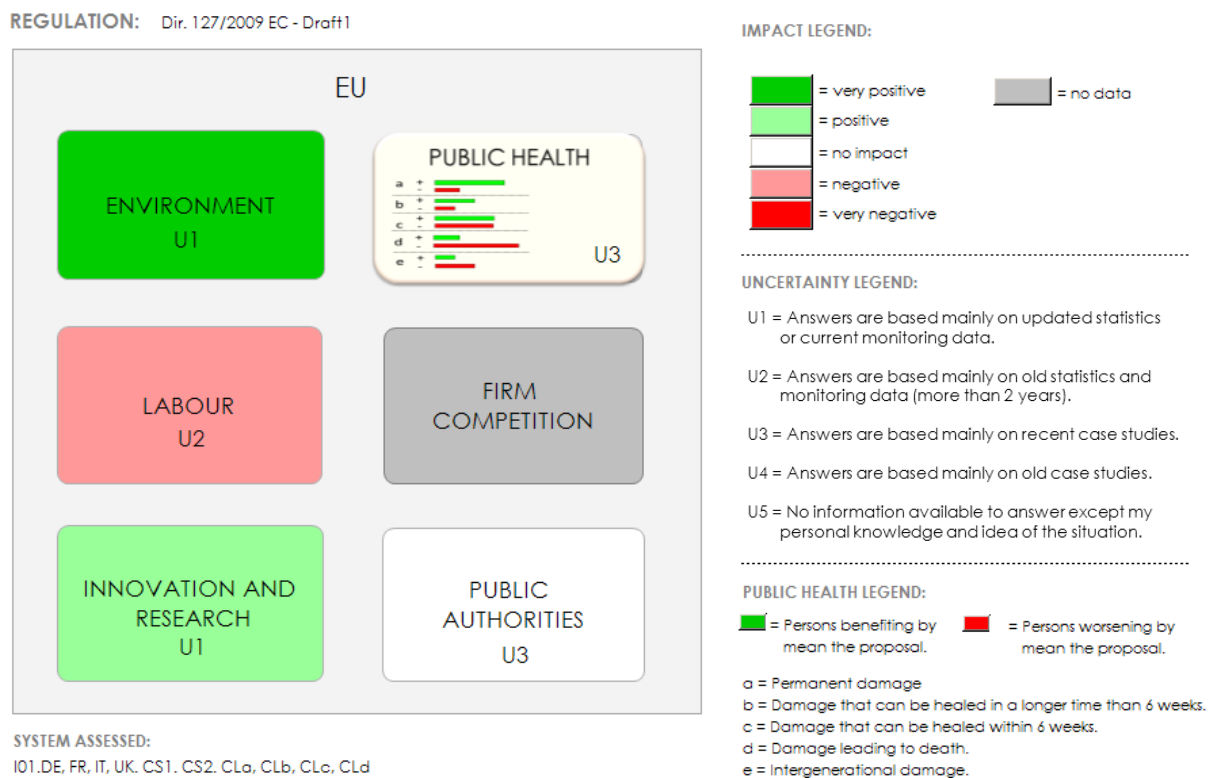 REGULATION: Dir. 127/2009 EC - Draft1
EU
ENVIRONMENT
U1
PUBLIC HEALTH
a + -
b + -
c + -
d + -
e + -
U3
LABOUR
U2
FIRM
COMPETITION
INNOVATION AND
RESEARCH
U1
PUBLIC
AUTHORITIES
U3
SYSTEM ASSESSED:
I01.DE, FR, IT, UK. CS1. CS2. CLa, CLb, CLc, CLd
IMPACT LEGEND:
= very positive
= no data
= positive
= no impact
= negative
= very negative
UNCERTAINTY LEGEND:
U1 = Answers are based mainly on updated statistics
or current monitoring data.
U2 = Answers are based mainly on old statistics and
monitoring data (more than 2 years).
U3 = Answers are based mainly on recent case studies.
U4 = Answers are based mainly on old case studies.
U5 = No information available to answer except my
personal knowledge and idea of the situation.
PUBLIC HEALTH LEGEND:
= Persons benefiting by
mean the proposal.
= Persons worsening by
mean the proposal.
a = Permanent damage
b = Damage that can be healed in a longer time than 6 weeks.
c = Damage that can be healed within 6 weeks.
d = Damage leading to death.
e = Intergenerational damage.